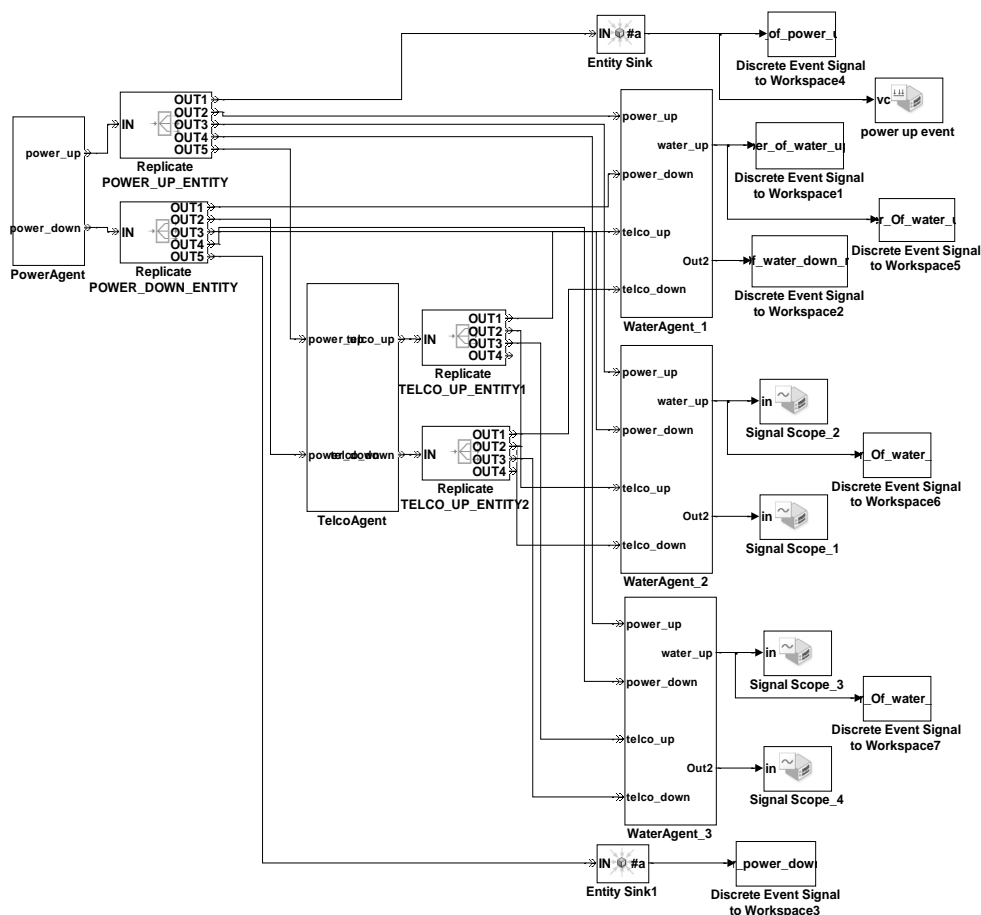 IN #a
Entity Sink
_of_power_u
Discrete Event Signal
to Workspace4
vc
power up event
PowerAgent
power_up
power_down
IN
OUT1
OUT2
OUT3
OUT4
OUT5
Replicate
POWER_UP_ENTITY
IN
OUT1
OUT2
OUT3
OUT4
OUT5
Replicate
POWER_DOWN_ENTITY
power_up
power_down
telco_up
telco_down
water_up
Out2
WaterAgent_1
er_of_water_up
Discrete Event Signal
to Workspace1
r_Of_water_u
Discrete Event Signal
to Workspace5
f_water_down_r
Discrete Event Signal
to Workspace2
power_up
telco_up
power_down
telco_down
TelcoAgent
IN
OUT1
OUT2
OUT3
OUT4
Replicate
TELCO_UP_ENTITY1
IN
OUT1
OUT2
OUT3
OUT4
Replicate
TELCO_UP_ENTITY2
power_up
power_down
telco_up
telco_down
water_up
Out2
WaterAgent_2
in
Signal Scope_2
_Of_water_
Discrete Event Signal
to Workspace6
in
Signal Scope_1
power_up
power_down
telco_up
telco_down
water_up
Out2
WaterAgent_3
in
Signal Scope_3
_Of_water_
Discrete Event Signal
to Workspace7
in
Signal Scope_4
IN #a
Entity Sink1
_power_dow
Discrete Event Signal
to Workspace3